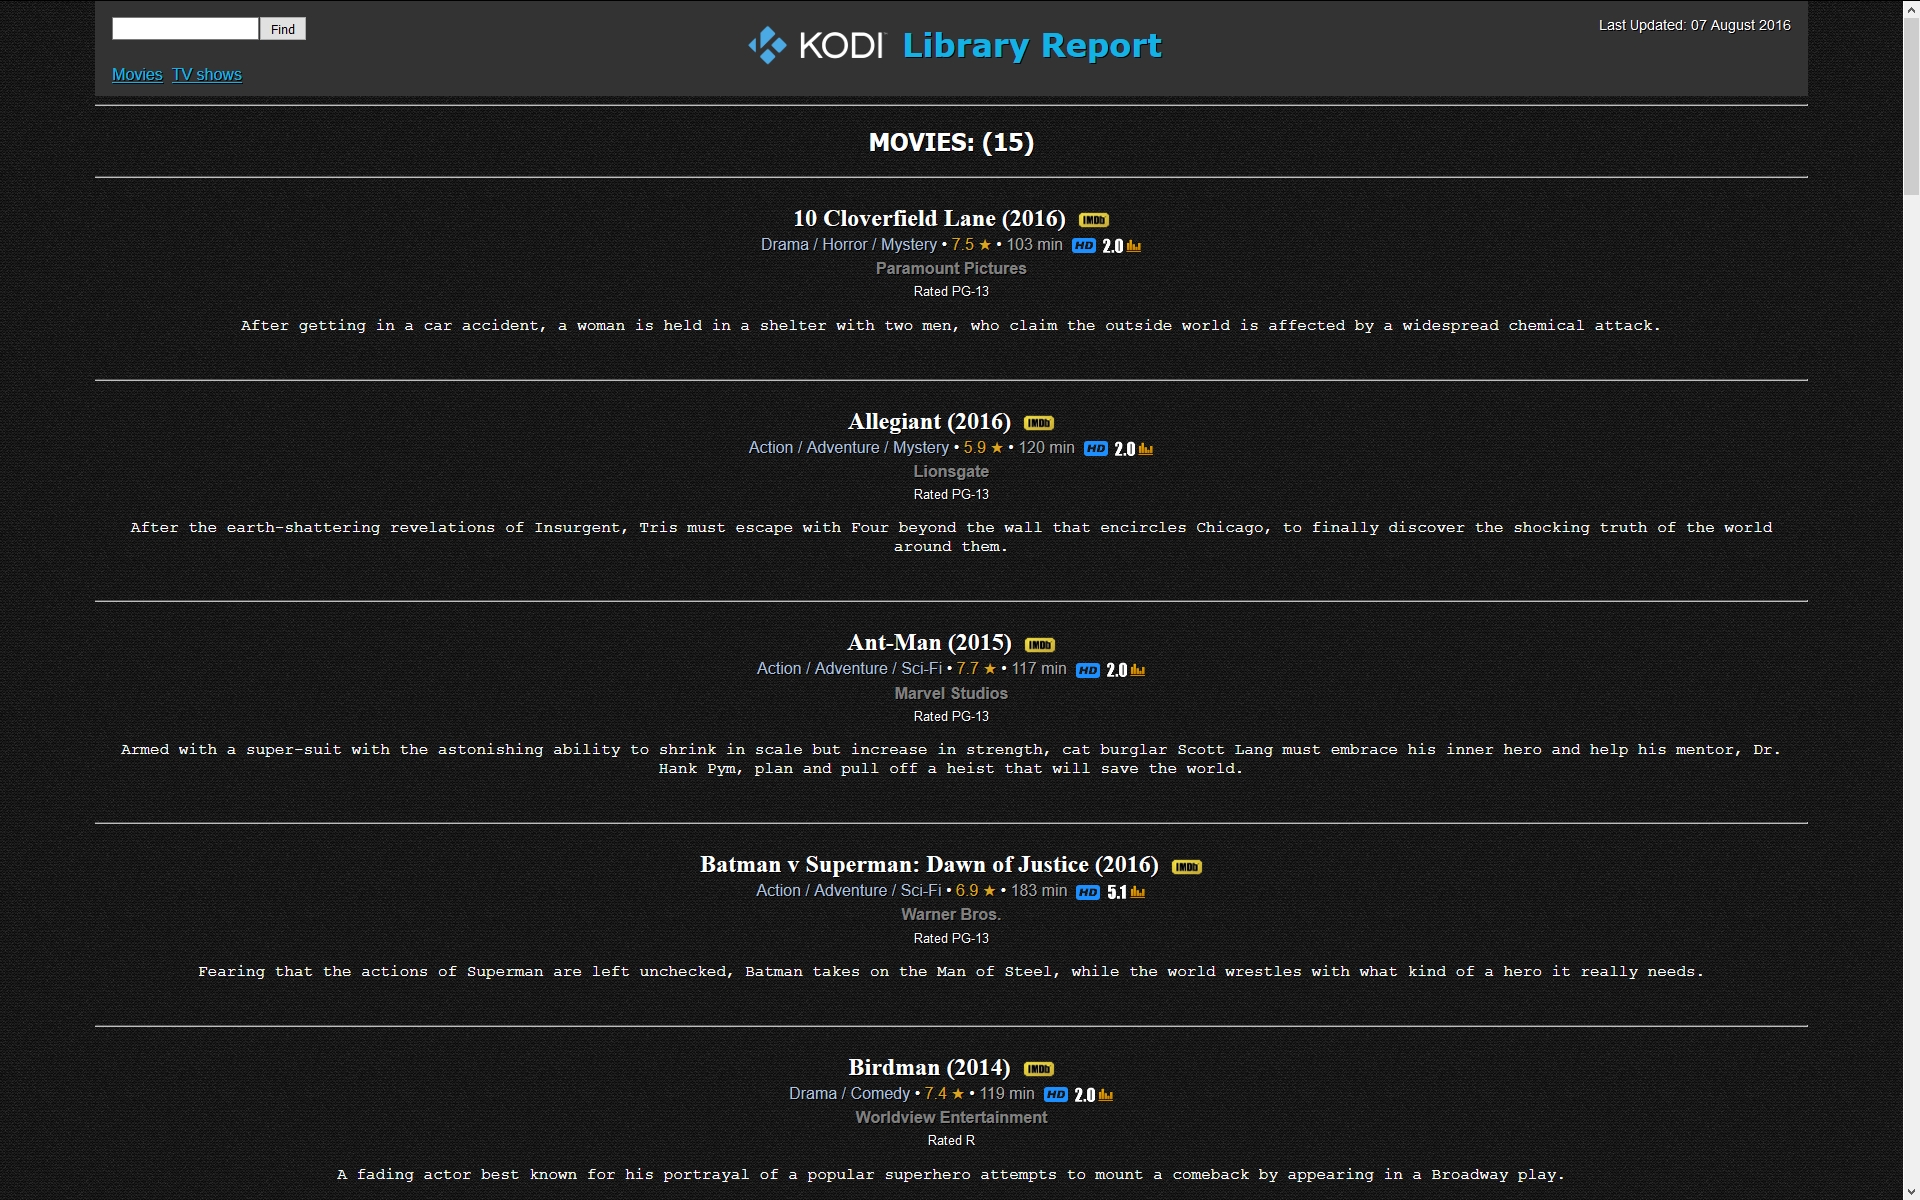 Find
KODI Library Report
Last Updated: 07 August 2016
Movies TV shows
MOVIES: (15)
10 Cloverfield Lane (2016) IMDb
Drama / Horror / Mystery • 7.5 ★ • 103 min HD 2.0
Paramount Pictures
Rated PG-13
After getting in a car accident, a woman is held in a shelter with two men, who claim the outside world is affected by a widespread chemical attack.
Allegiant (2016) IMDb
Action / Adventure / Mystery • 5.9 ★ • 120 min HD 2.0
Lionsgate
Rated PG-13
After the earth-shattering revelations of Insurgent, Tris must escape with Four beyond the wall that encircles Chicago, to finally discover the shocking truth of the world
around them.
Ant-Man (2015) IMDb
Action / Adventure / Sci-Fi • 7.7 ★ • 117 min HD 2.0
Marvel Studios
Rated PG-13
Armed with a super-suit with the astonishing ability to shrink in scale but increase in strength, cat burglar Scott Lang must embrace his inner hero and help his mentor, Dr.
Hank Pym, plan and pull off a heist that will save the world.
Batman v Superman: Dawn of Justice (2016) IMDb
Action / Adventure / Sci-Fi • 6.9 ★ • 183 min HD 5.1
Warner Bros.
Rated PG-13
Fearing that the actions of Superman are left unchecked, Batman takes on the Man of Steel, while the world wrestles with what kind of a hero it really needs.
Birdman (2014) IMDb
Drama / Comedy • 7.4 ★ • 119 min HD 2.0
Worldview Entertainment
Rated R
A fading actor best known for his portrayal of a popular superhero attempts to mount a comeback by appearing in a Broadway play.